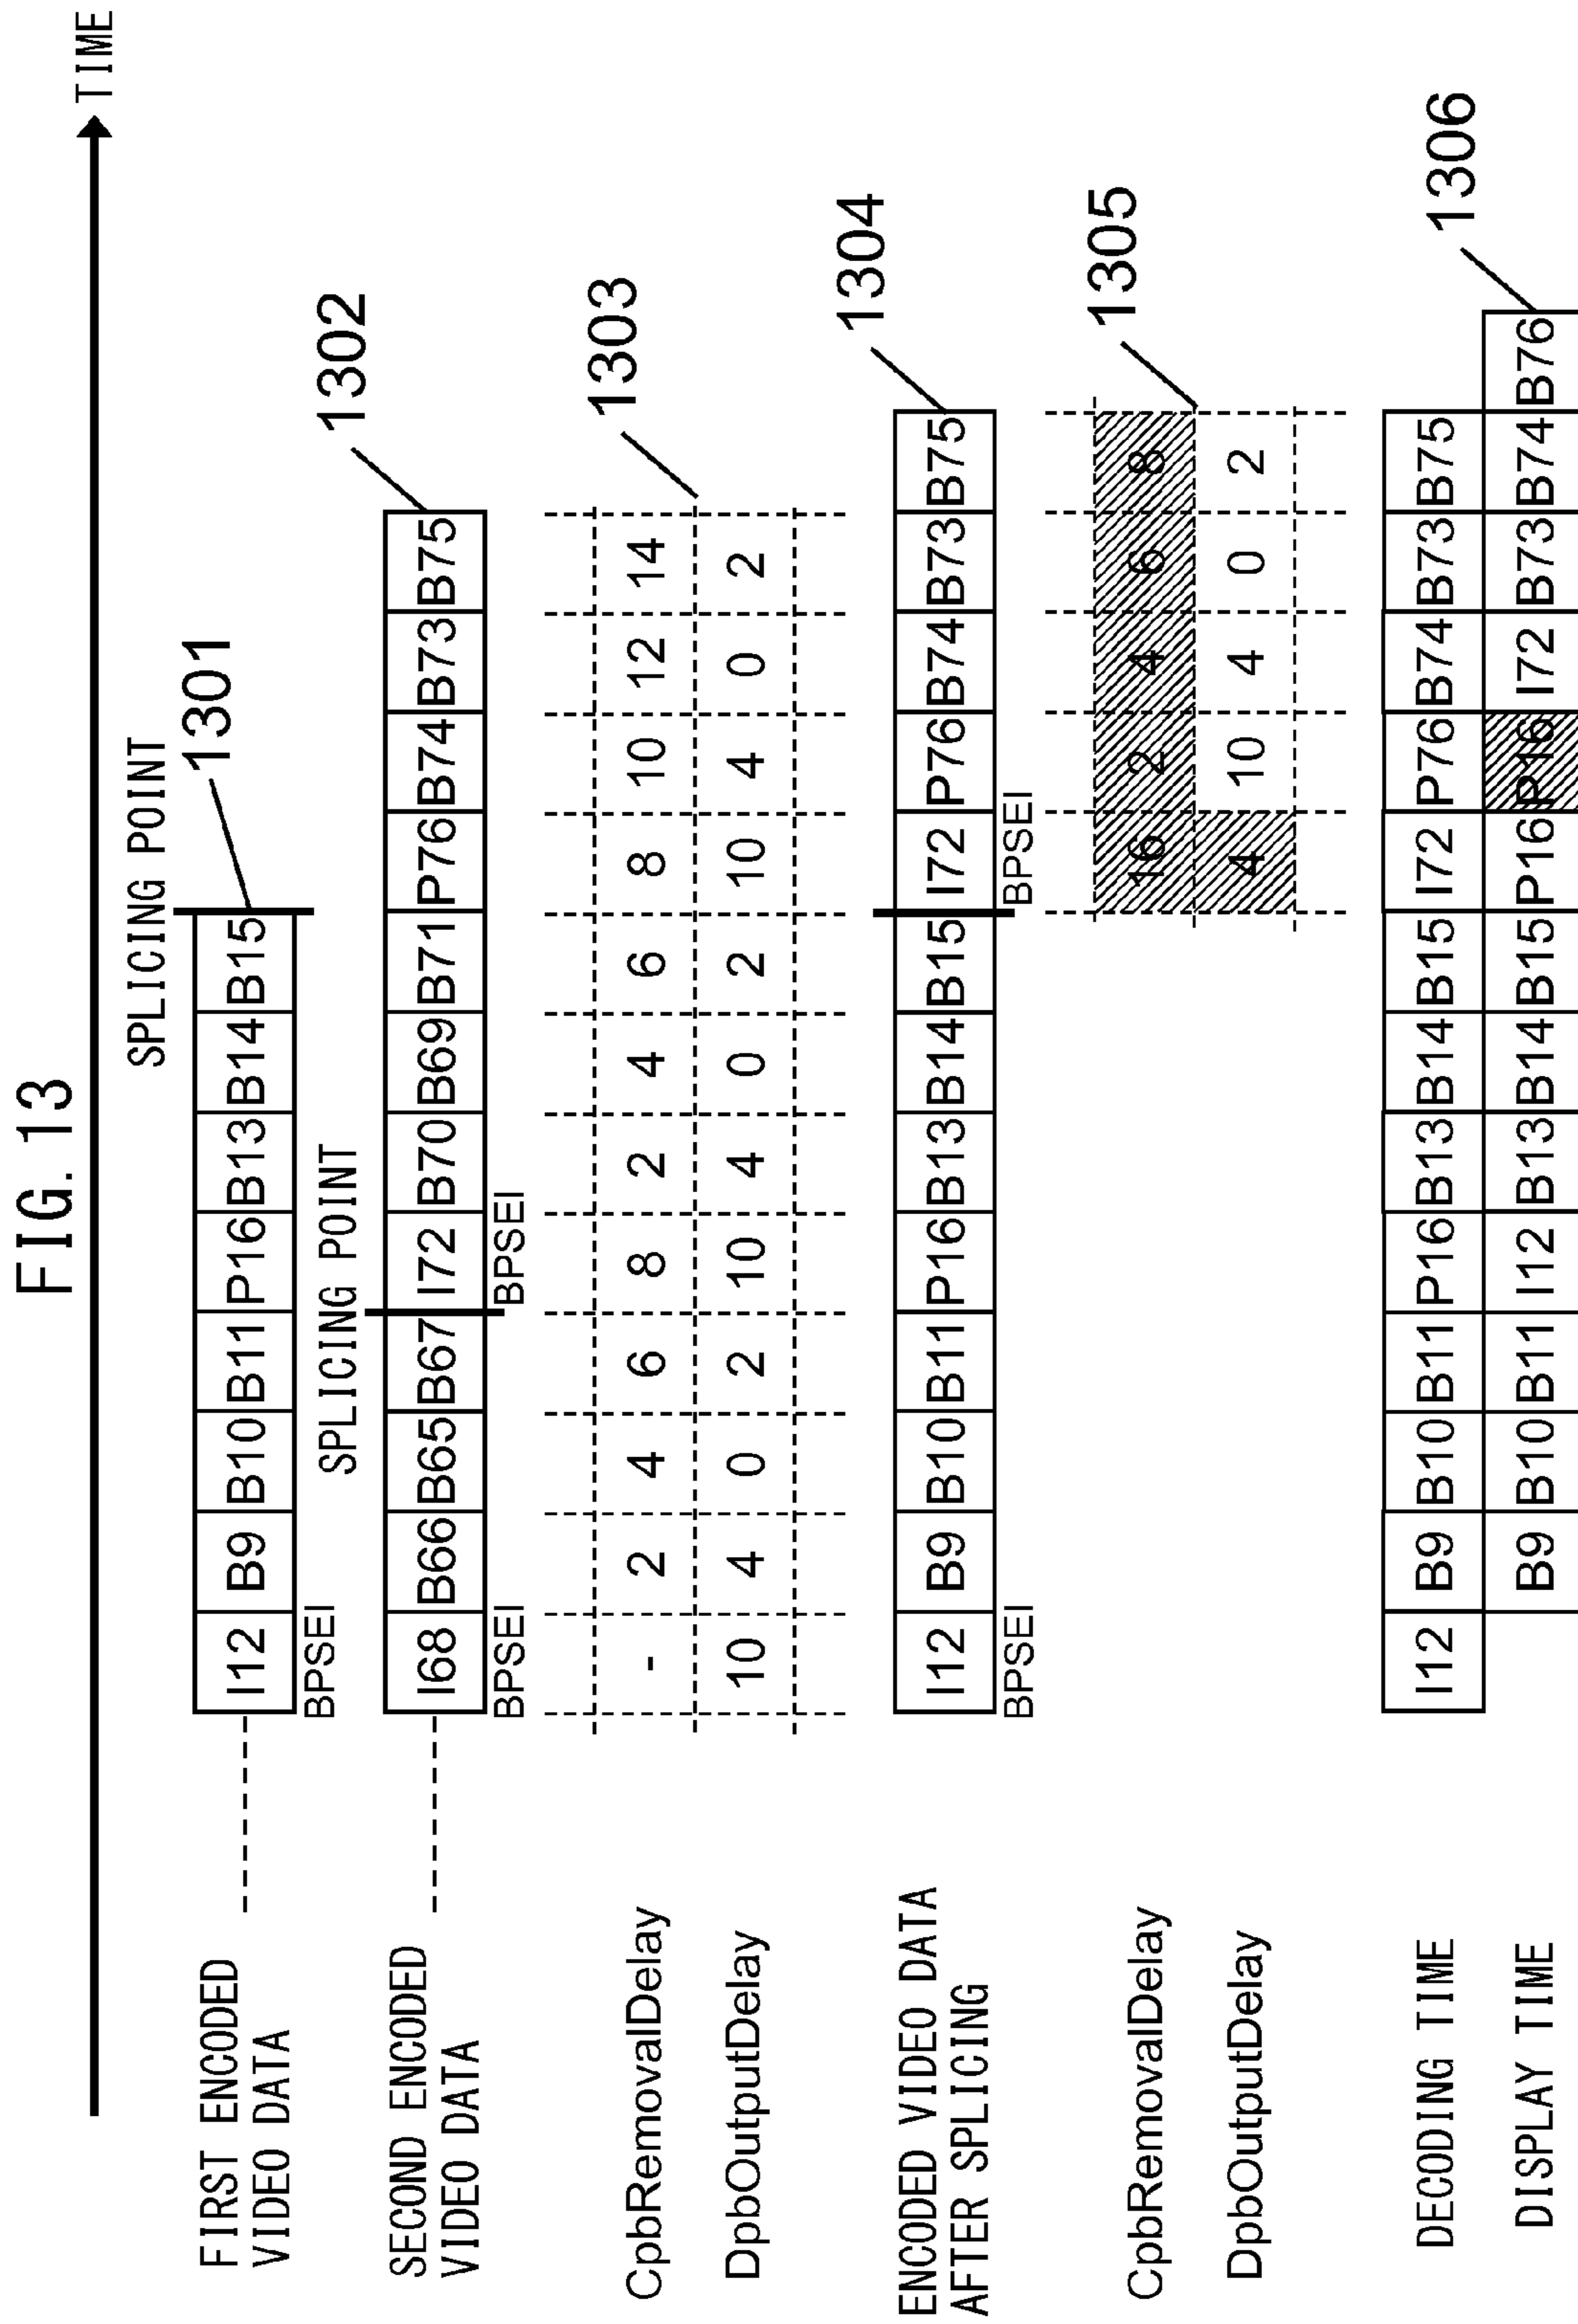 FIG. 13
TIME
SPLICING POINT
1301
FIRST ENCODED
VIDEO DATA
I12 B9 B10 B11 P16 B13 B14 B15
BPSEI
SPLICING POINT
1302
SECOND ENCODED
VIDEO DATA
I68 B66 B65 B67 I72 B70 B69 B71 P76 B74 B73 B75
BPSEI BPSEI
1303
CpbRemovalDelay
- 2 4 6 8 2 4 6 8 10 12 14
DpbOutputDelay
10 4 0 2 10 4 0 2 10 4 0 2
1304
ENCODED VIDEO DATA
AFTER SPLICING
I12 B9 B10 B11 P16 B13 B14 B15 I72 P76 B74 B73 B75
BPSEI BPSEI
1305
CpbRemovalDelay
16 2 4 6 8
DpbOutputDelay
4 10 4 0 2
1306
DECODING TIME
I12 B9 B10 B11 P16 B13 B14 B15 I72 P76 B74 B73 B75
DISPLAY TIME
B9 B10 B11 I12 B13 B14 B15 P16 P16 I72 B73 B74 B76